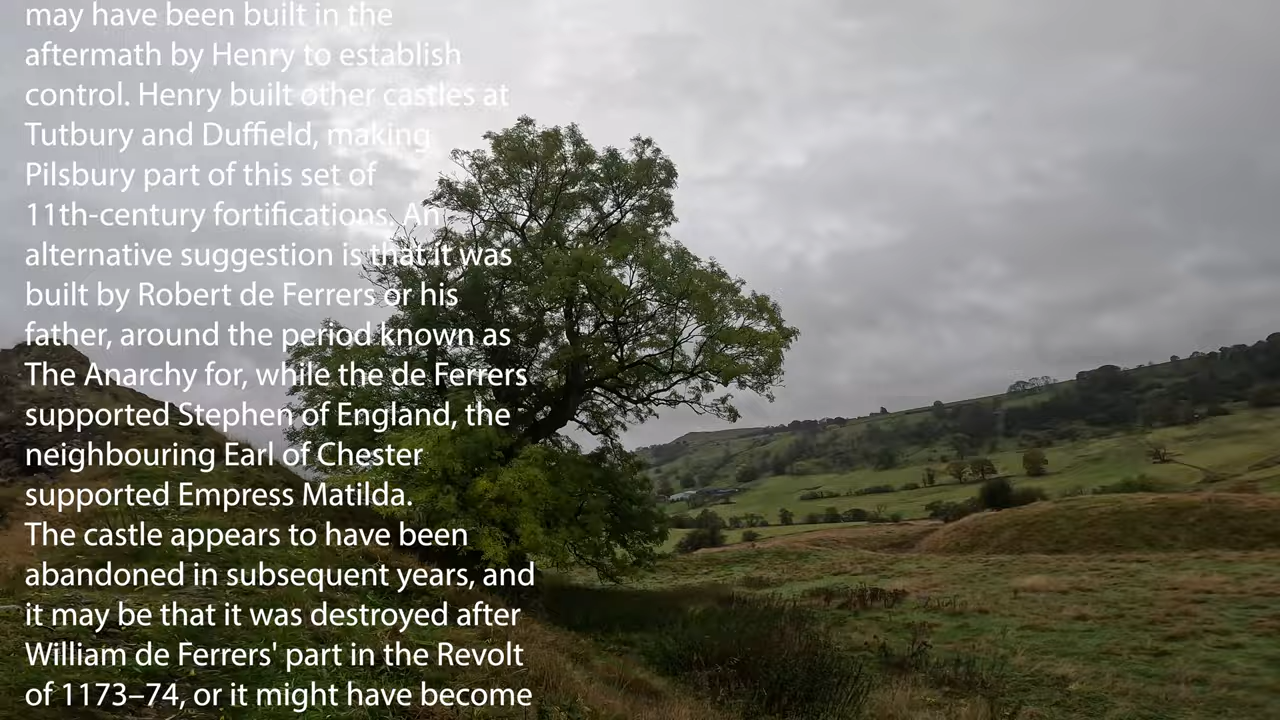 may have been built in the
aftermath by Henry to establish
control. Henry built other castles at
Tutbury and Duffield, making
Pilsbury part of this set of
11th-century fortifications. An
alternative suggestion is that it was
built by Robert de Ferrers or his
father, around the period known as
The Anarchy for, while the de Ferrers
supported Stephen of England, the
neighbouring Earl of Chester
supported Empress Matilda.
The castle appears to have been
abandoned in subsequent years, and
it may be that it was destroyed after
William de Ferrers' part in the Revolt
of 1173–74, or it might have become